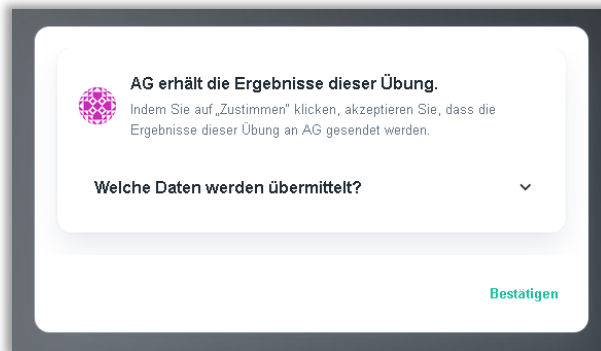 AG erhält die Ergebnisse dieser Übung.
Indem Sie auf „Zustimmen" klicken, akzeptieren Sie, dass die
Ergebnisse dieser Übung an AG gesendet werden.
Welche Daten werden übermittelt?
Bestätigen